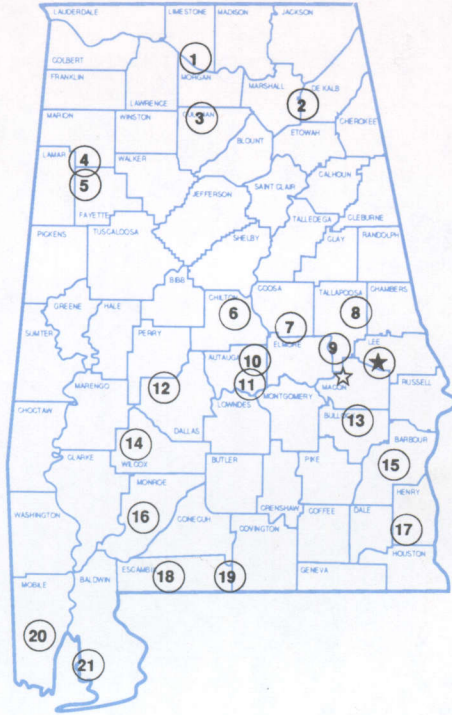 LAUDERDALE LIMESTONE MADISON JACKSON
COLBERT 1
FRANKLIN LAWRENCE MORGAN MARSHALL 2 DE KALB
MARION WINSTON 3 ETOWAH CHEROKEE
LAMAR 4 WALKER BLOUNT
5 JEFFERSON SAINT CLAIR CALHOUN
FAYETTE
PICKENS TUSCALOOSA SHELBY TALLEDEGA CLEBURNE
CLAY RANDOLPH
BIBB
GREENE HALE CHILTON COOSA TALLAPOOSA CHAMBERS
SUMTER PERRY 6 7 8
AUTAUGA ELMORE 9 LEE
10
MARENGO 12 11 MACON RUSSELL
CHOCTAW LOWNDES MONTGOMERY
DALLAS 13
CLARKE 14 BARBOUR
WILCOX BUTLER PIKE 15
MONROE HENRY
WASHINGTON 16 CONECUH CRENSHAW COFFEE DALE 17
COVINGTON HOUSTON
MOBILE BALDWIN 18 19 GENEVA
20
21